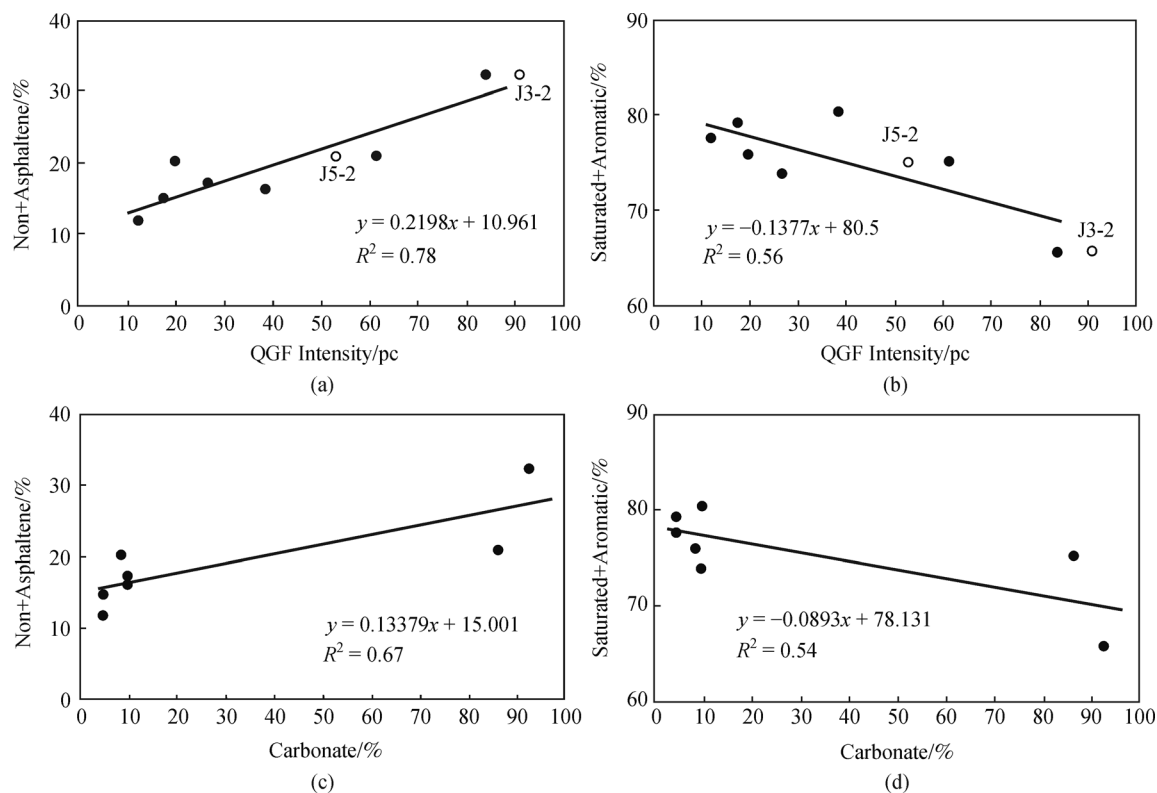 40
30
20
10
0
Non+Asphaltene/%
J3-2
J5-2
y = 0.2198x + 10.961
R² = 0.78
0 10 20 30 40 50 60 70 80 90 100
QGF Intensity/pc
(a)
90
80
70
60
Saturated+Aromatic/%
J5-2
J3-2
y = −0.1377x + 80.5
R² = 0.56
0 10 20 30 40 50 60 70 80 90 100
QGF Intensity/pc
(b)
40
30
20
10
0
Non+Asphaltene/%
y = 0.13379x + 15.001
R² = 0.67
0 10 20 30 40 50 60 70 80 90 100
Carbonate/%
(c)
90
80
70
60
Saturated+Aromatic/%
y = −0.0893x + 78.131
R² = 0.54
0 10 20 30 40 50 60 70 80 90 100
Carbonate/%
(d)